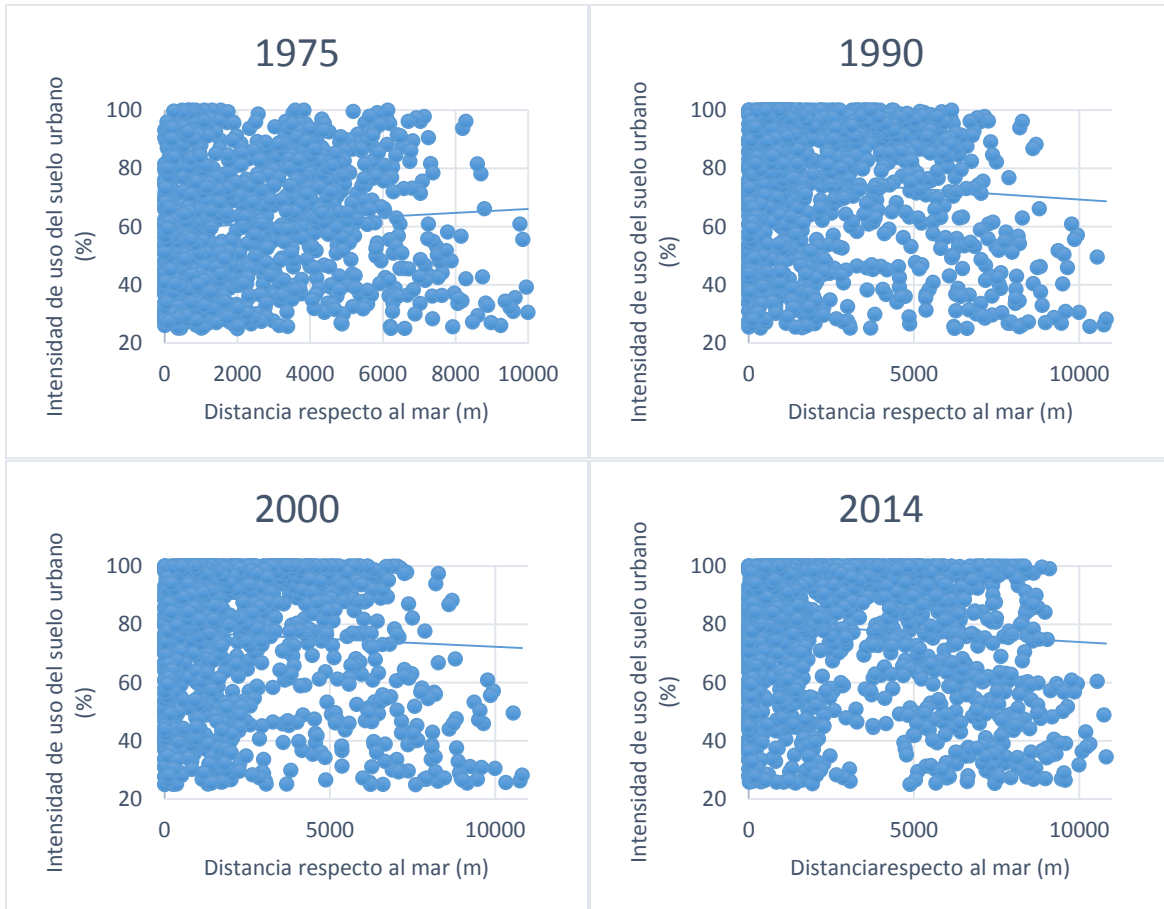 1975
Intensidad de uso del suelo urbano
(%)
100
80
60
40
20
0 2000 4000 6000 8000 10000
Distancia respecto al mar (m)
1990
Intensidad de uso del suelo urbano
(%)
100
80
60
40
20
0 5000 10000
Distancia respecto al mar (m)
2000
Intensidad de uso del suelo urbano
(%)
100
80
60
40
20
0 5000 10000
Distancia respecto al mar (m)
2014
Intensidad de uso del suelo urbano
(%)
100
80
60
40
20
0 5000 10000
Distanciarespecto al mar (m)